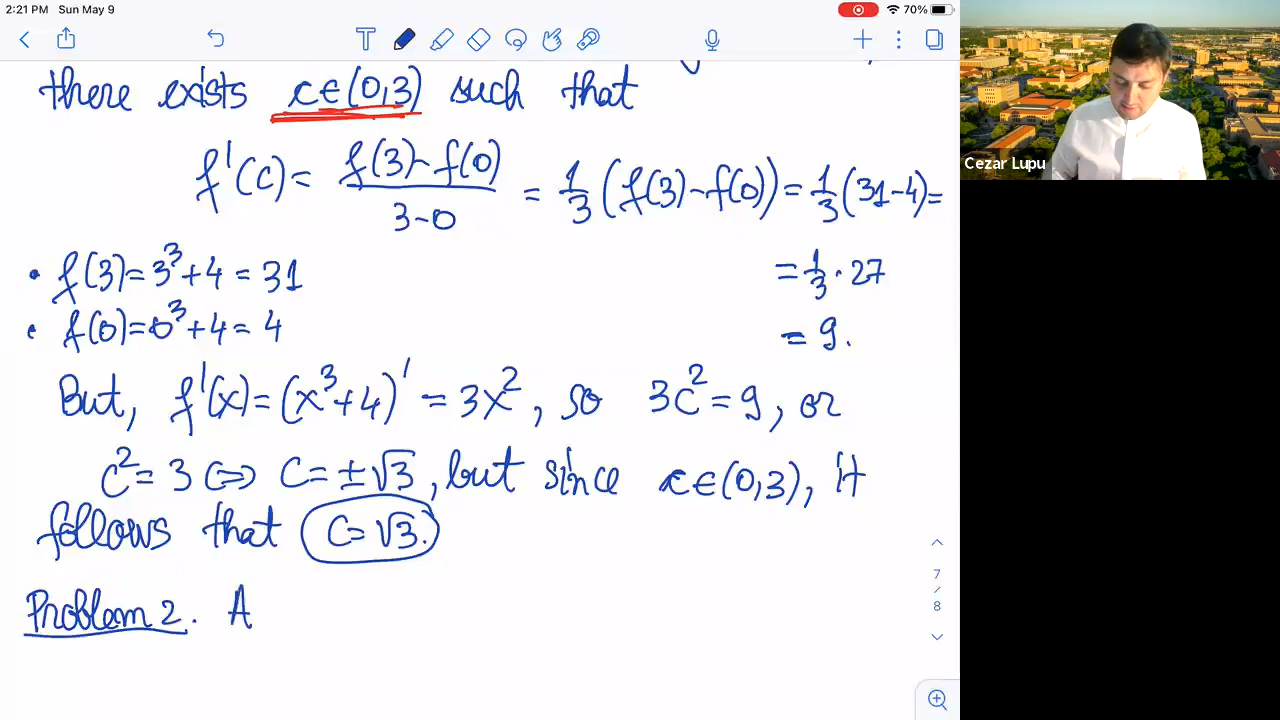 2:21 PM Sun May 9
70%
there exists c∈(0,3) such that
f'(c)= f(3)-f(0) / 3-0 = 1/3 (f(3)-f(0)) = 1/3 (31-4)=
• f(3)=3³+4=31
= 1/3 · 27
• f(0)=0³+4=4
= 9.
But, f'(x)=(x³+4)' = 3x², so 3c²=9, or
c²=3 ⇔ c=±√3, but since c∈(0,3), it
follows that c=√3.
Problem 2. A
7
/
8
Cezar Lupu